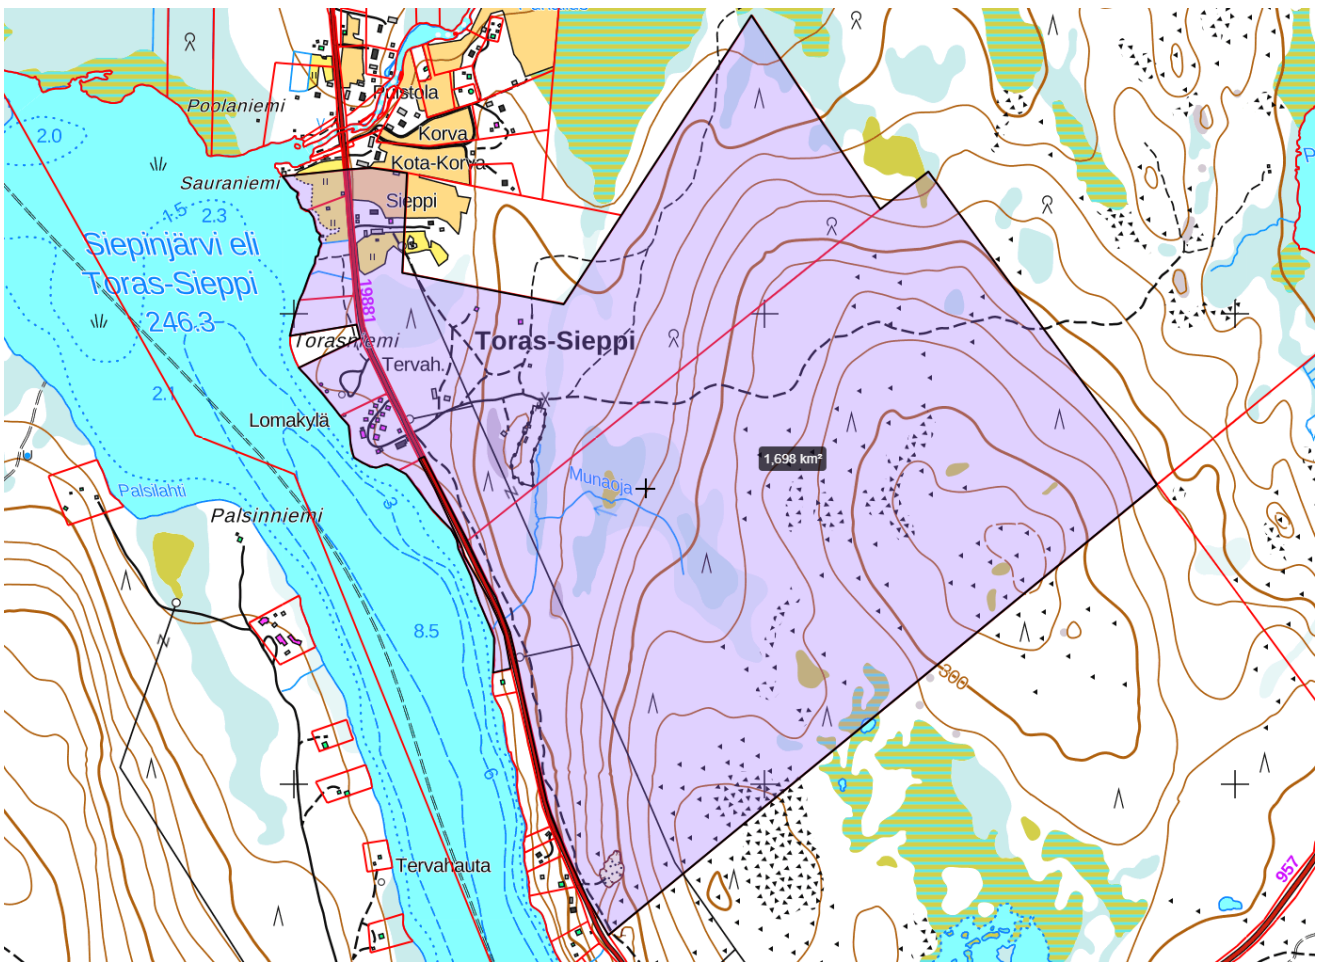 Puistola
Poolaniemi
Korva
2.0
Kota-Korva
Sauraniemi
Sieppi
1.5
2.3
Siepinjärvi eli
Toras-Sieppi
246.3
19881
Torasniemi
Toras-Sieppi
Tervah.
2.1
Lomakylä
1,698 km²
Palsilahti
Munaoja
3
Palsinniemi
8.5
300
6
Tervahauta
957